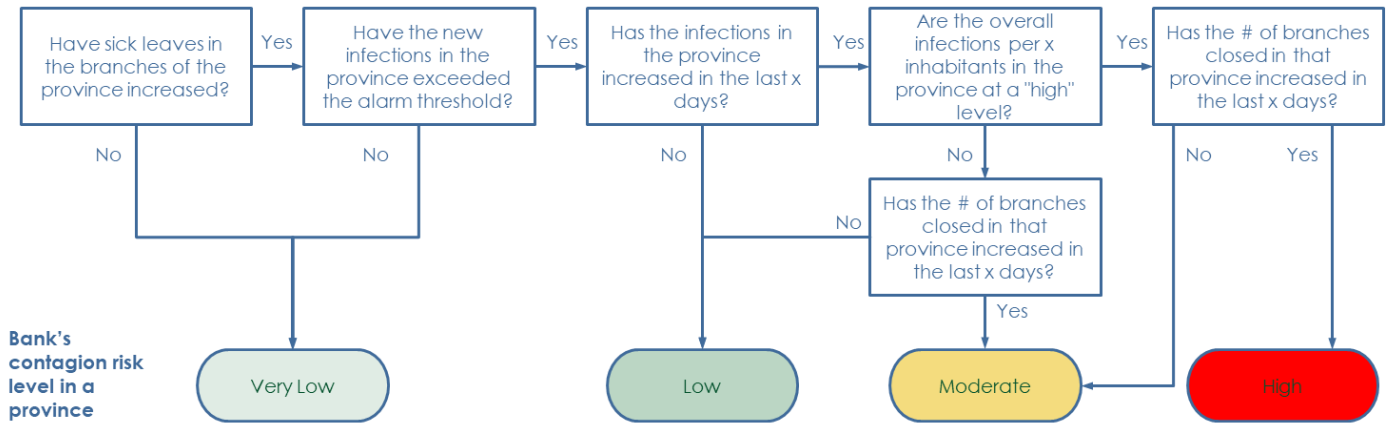 Have sick leaves in
the branches of the
province increased?
Yes
Have the new
infections in the
province exceeded
the alarm threshold?
Yes
Has the infections in
the province
increased in the last x
days?
Yes
Are the overall
infections per x
inhabitants in the
province at a "high"
level?
Yes
Has the # of branches
closed in that
province increased in
the last x days?
No
No
No
No
No
Yes
Has the # of branches
closed in that
province increased in
the last x days?
No
Yes
Bank's
contagion risk
level in a
province
Very Low
Low
Moderate
High